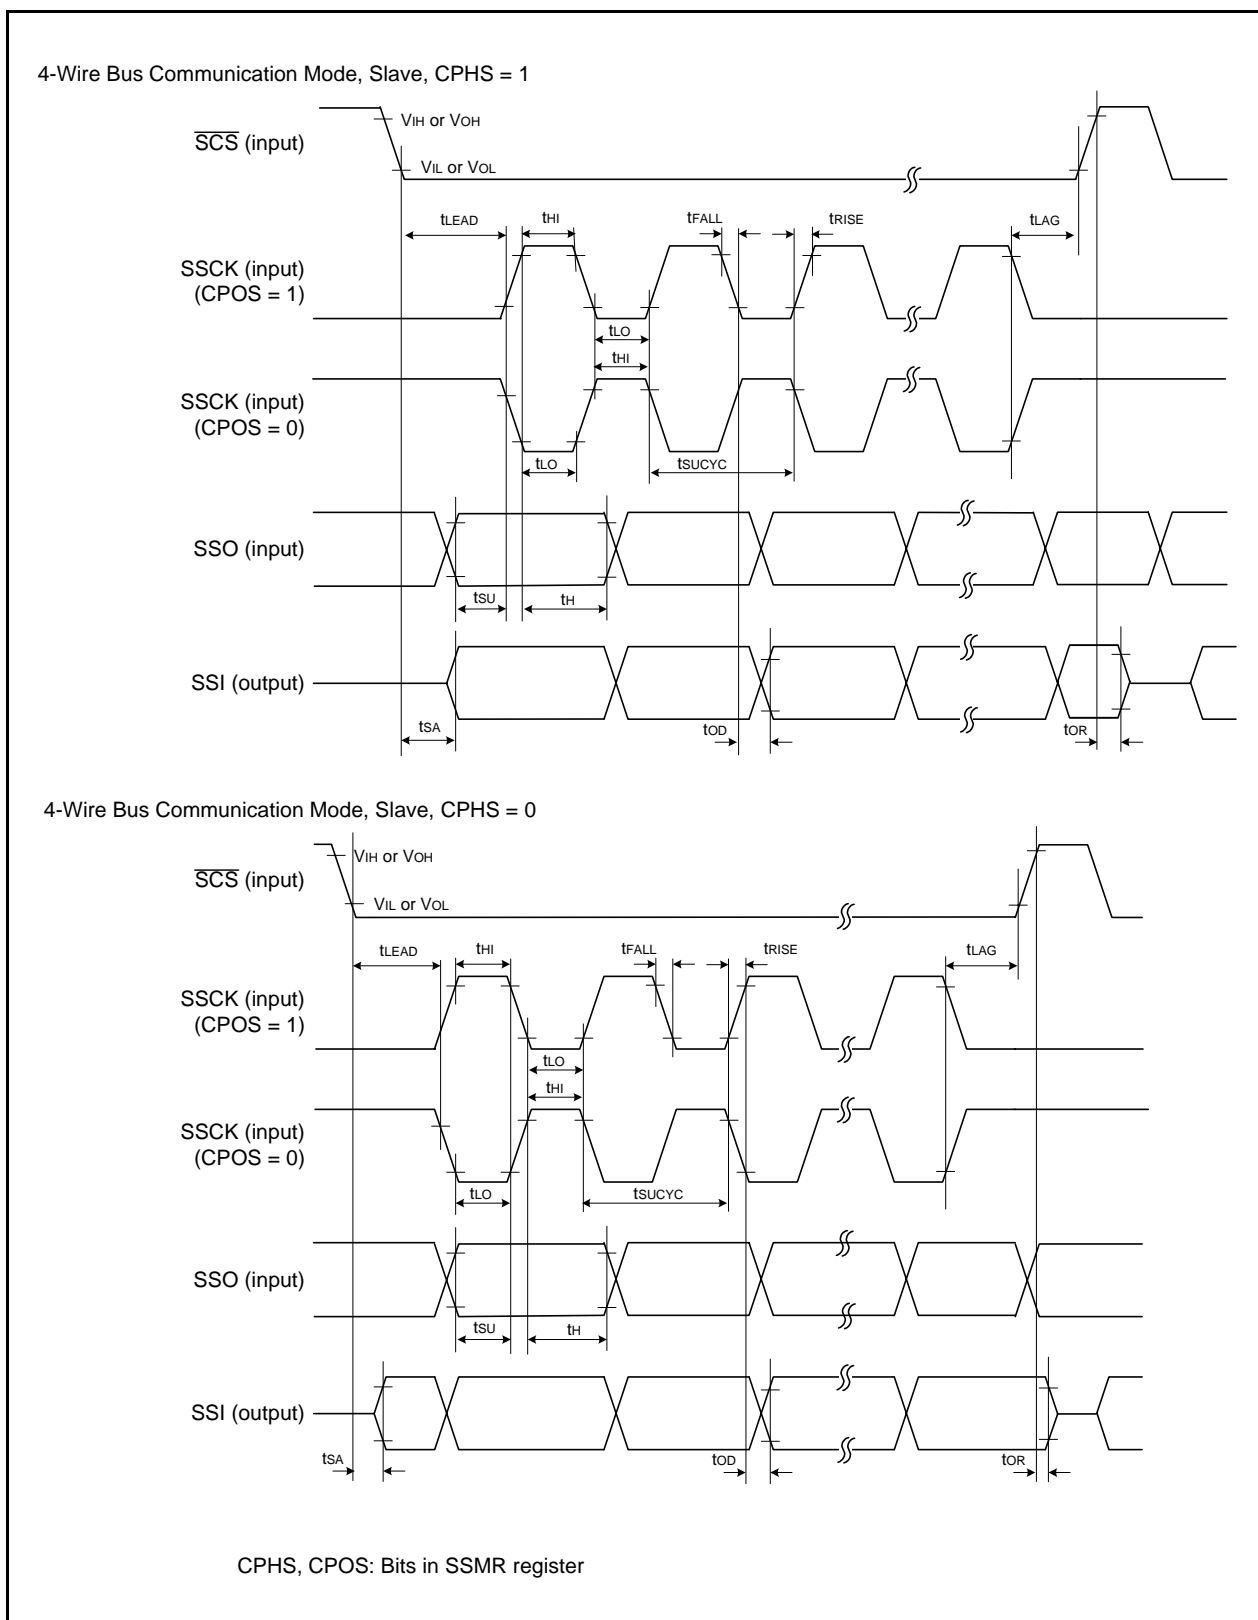 4-Wire Bus Communication Mode, Slave, CPHS = 1
VIH or VOH
SCS (input)
VIL or VOL
tLEAD
tHI
tFALL
tRISE
tLAG
SSCK (input)
(CPOS = 1)
tLO
tHI
SSCK (input)
(CPOS = 0)
tLO
tSUCYC
SSO (input)
tSU
tH
SSI (output)
tSA
tOD
tOR
4-Wire Bus Communication Mode, Slave, CPHS = 0
VIH or VOH
SCS (input)
VIL or VOL
tLEAD
tHI
tFALL
tRISE
tLAG
SSCK (input)
(CPOS = 1)
tLO
tHI
SSCK (input)
(CPOS = 0)
tLO
tSUCYC
SSO (input)
tSU
tH
SSI (output)
tSA
tOD
tOR
CPHS, CPOS: Bits in SSMR register